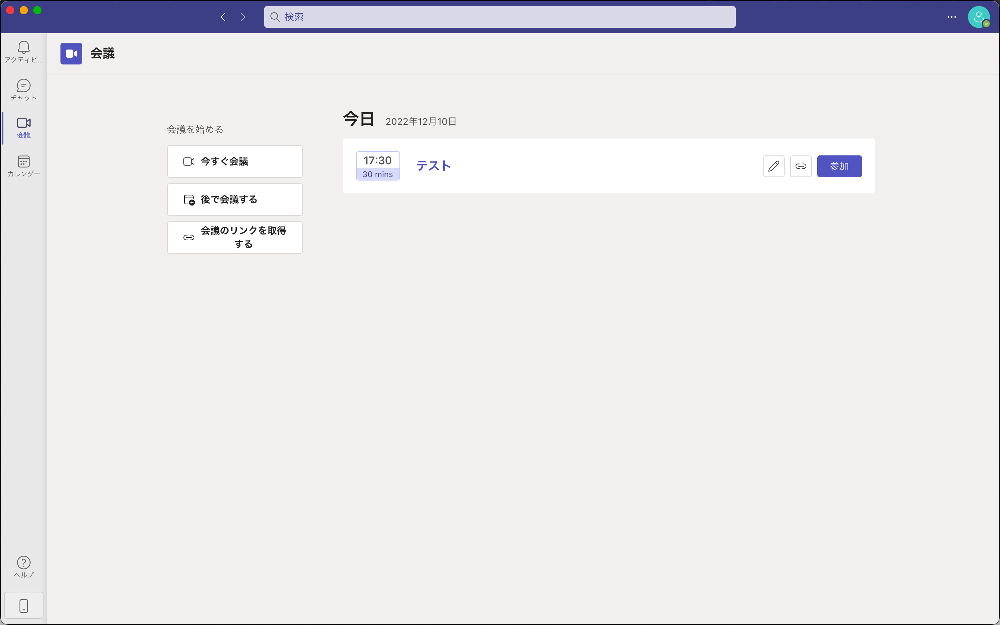 検索
アクティビ...
チャット
会議
カレンダー
ヘルプ
会議
会議を始める
今すぐ会議
後で会議する
会議のリンクを取得
する
今日 2022年12月10日
17:30
30 mins
テスト
参加